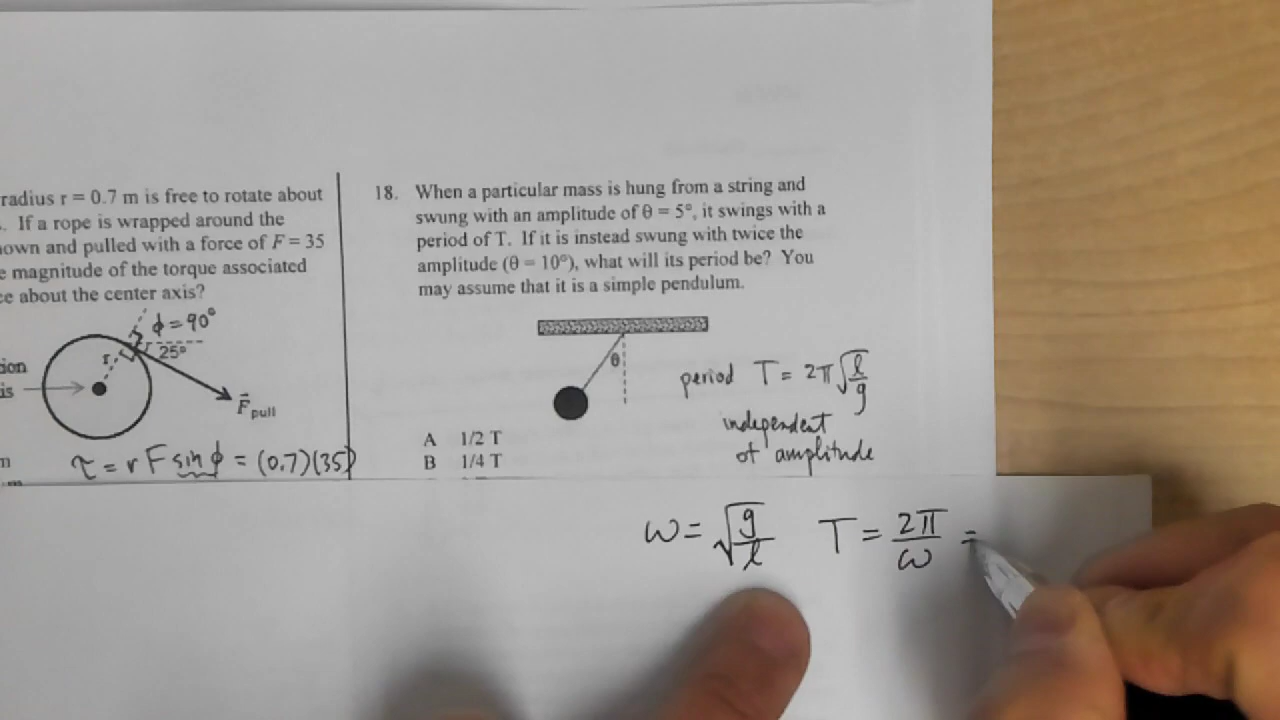 radius r = 0.7 m is free to rotate about
. If a rope is wrapped around the
own and pulled with a force of F = 35
e magnitude of the torque associated
ce about the center axis?
ϕ = 90°
25°
r
ion
is
F⃗pull
τ = r F sin ϕ = (0.7)(35)
18. When a particular mass is hung from a string and
swung with an amplitude of θ = 5°, it swings with a
period of T. If it is instead swung with twice the
amplitude (θ = 10°), what will its period be? You
may assume that it is a simple pendulum.
θ
period T = 2π√(l/g)
independent
of amplitude
A 1/2 T
B 1/4 T
ω = √(g/l) T = 2π/ω =